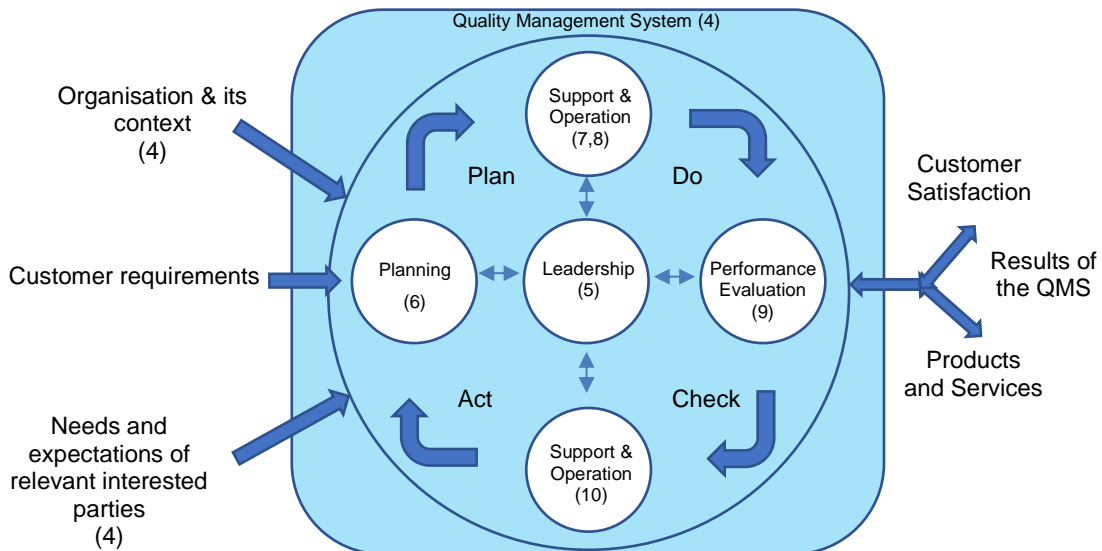 Quality Management System (4)
Organisation & its
context
(4)
Support &
Operation
(7,8)
Plan
Do
Customer
Satisfaction
Customer requirements
Planning
(6)
Leadership
(5)
Performance
Evaluation
(9)
Results of
the QMS
Products
and Services
Act
Check
Needs and
expectations of
relevant interested
parties
(4)
Support &
Operation
(10)